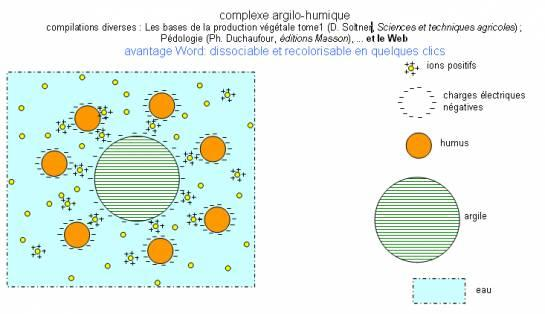 complexe argilo-humique
compilations diverses : Les bases de la production végétale tome1 (D. Soltner, Sciences et techniques agricoles) ;
Pédologie (Ph. Duchaufour, éditions Masson), ... et le Web
avantage Word: dissociable et recolorisable en quelques clics
ions positifs
charges électriques
négatives
humus
argile
eau